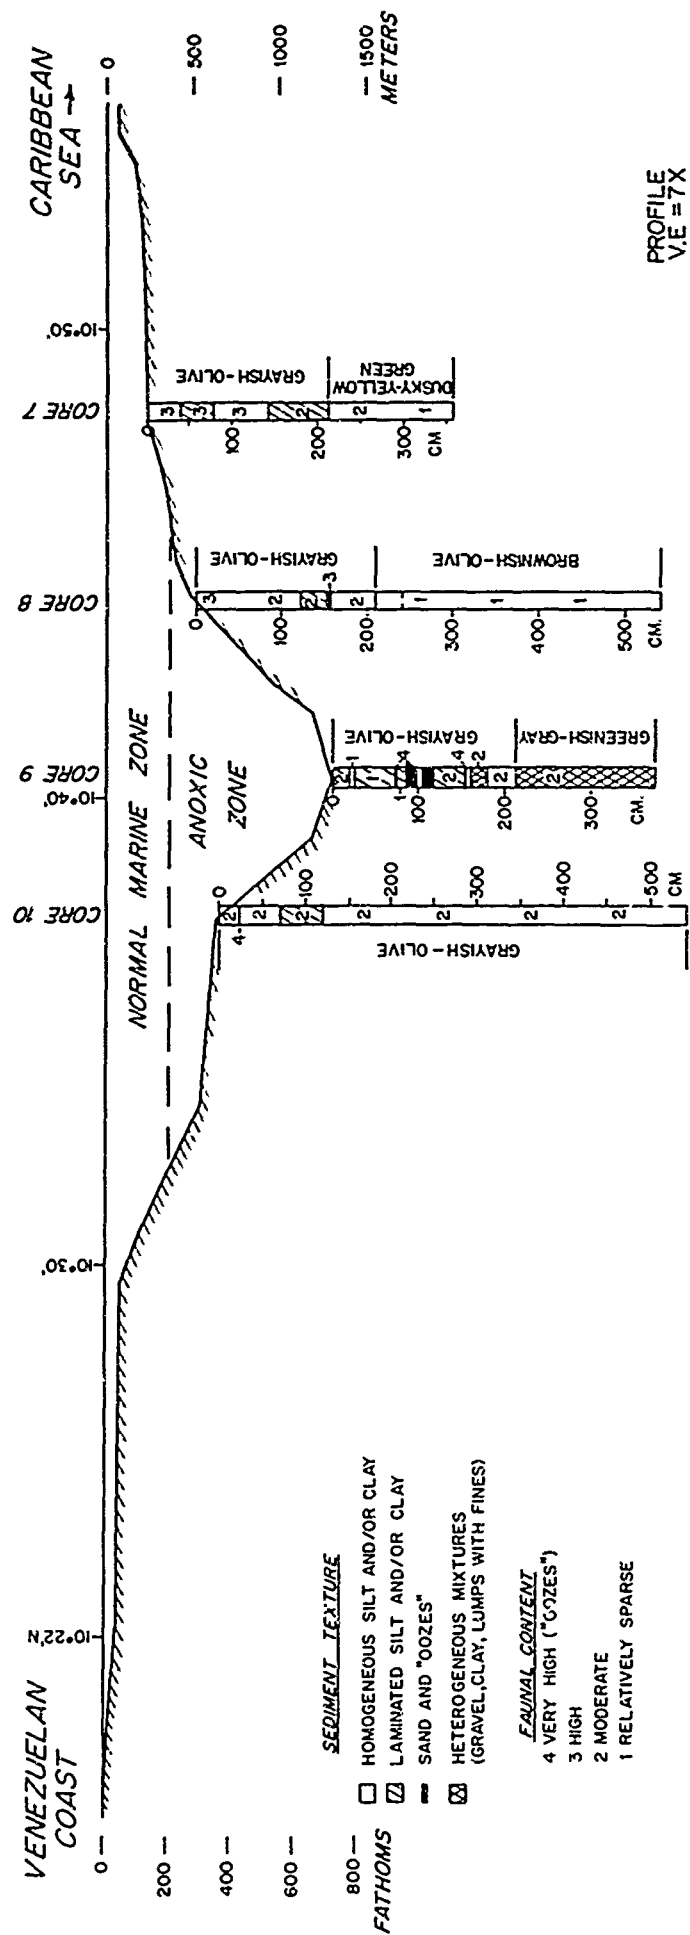 VENEZUELAN
COAST
CARIBBEAN
SEA →
0
200
400
600
800
FATHOMS
0
500
1000
1500
METERS
10°22'N
10°30'
10°40'
10°50'
NORMAL MARINE ZONE
ANOXIC
ZONE
CORE 10
0
100
200
300
400
500
CM
2
4
2
2
2
2
2
2
2
GRAYISH-OLIVE
CORE 9
0
100
200
300
CM.
2
1
1
1
4
2
4
2
2
2
GRAYISH-OLIVE
GREENISH-GRAY
CORE 8
0
100
200
300
400
500
CM.
3
2
2
3
2
1
1
1
GRAYISH-OLIVE
BROWNISH-OLIVE
CORE 7
0
100
200
300
CM
3
3
3
2
2
1
GRAYISH-OLIVE
DUSKY-YELLOW
GREEN
SEDIMENT TEXTURE
HOMOGENEOUS SILT AND/OR CLAY
LAMINATED SILT AND/OR CLAY
SAND AND "OOZES"
HETEROGENEOUS MIXTURES
(GRAVEL, CLAY, LUMPS WITH FINES)
FAUNAL CONTENT
4 VERY HIGH ("OOZES")
3 HIGH
2 MODERATE
1 RELATIVELY SPARSE
PROFILE
V.E = 7X